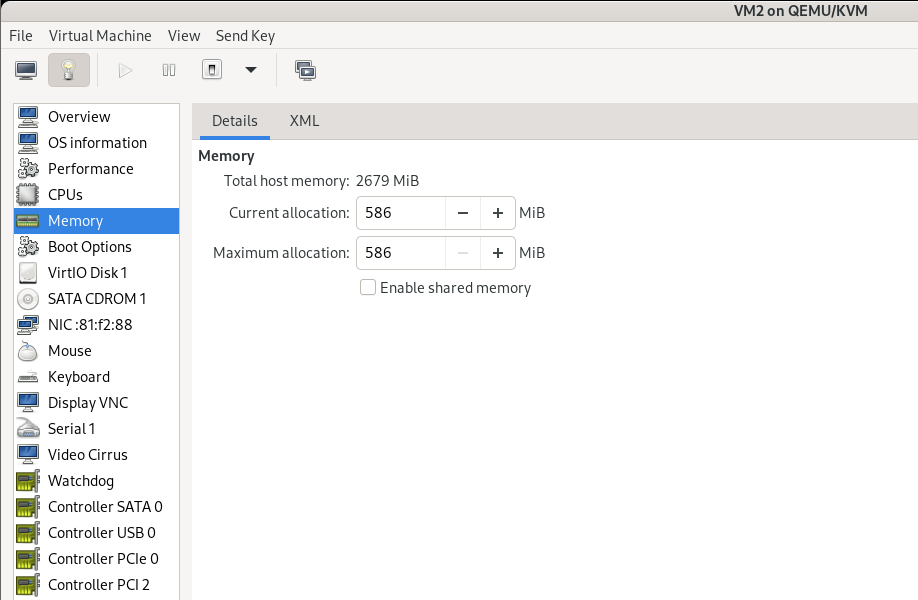 VM2 on QEMU/KVM
File Virtual Machine View Send Key
Overview
OS information
Performance
CPUs
Memory
Boot Options
VirtIO Disk 1
SATA CDROM 1
NIC :81:f2:88
Mouse
Keyboard
Display VNC
Serial 1
Video Cirrus
Watchdog
Controller SATA 0
Controller USB 0
Controller PCIe 0
Controller PCI 2
Details XML
Memory
Total host memory: 2679 MiB
Current allocation: 586 − + MiB
Maximum allocation: 586 − + MiB
Enable shared memory